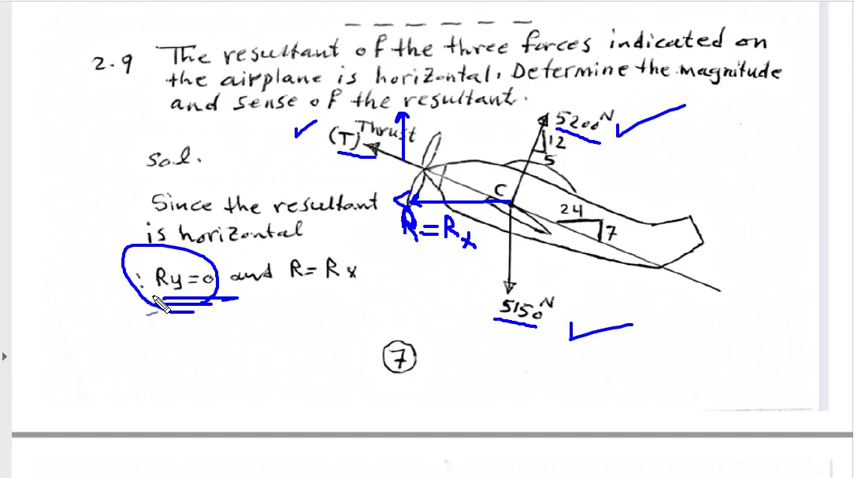 2.9 The resultant of the three forces indicated on
the airplane is horizontal. Determine the magnitude
and sense of the resultant.
(T) Thrust
5200 N
12
5
Sol.
C
24
7
Since the resultant
is horizontal
R=Rx
∴ Ry=0 and R=Rx
5150 N
7